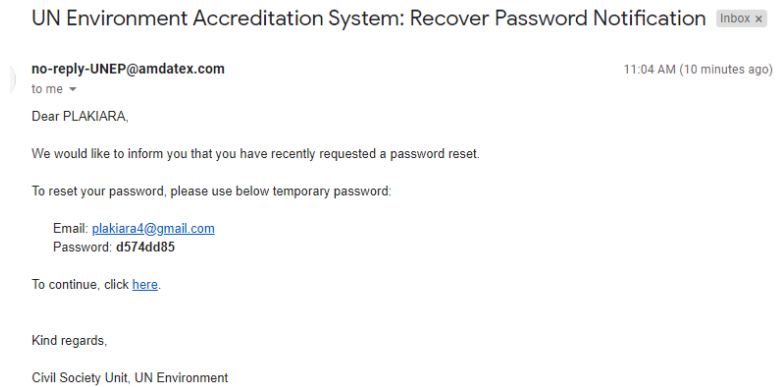 UN Environment Accreditation System: Recover Password Notification Inbox x
no-reply-UNEP@amdatex.com 11:04 AM (10 minutes ago)
to me
Dear PLAKIARA,
We would like to inform you that you have recently requested a password reset.
To reset your password, please use below temporary password:
Email: plakiara4@gmail.com
Password: d574dd85
To continue, click here.
Kind regards,
Civil Society Unit, UN Environment